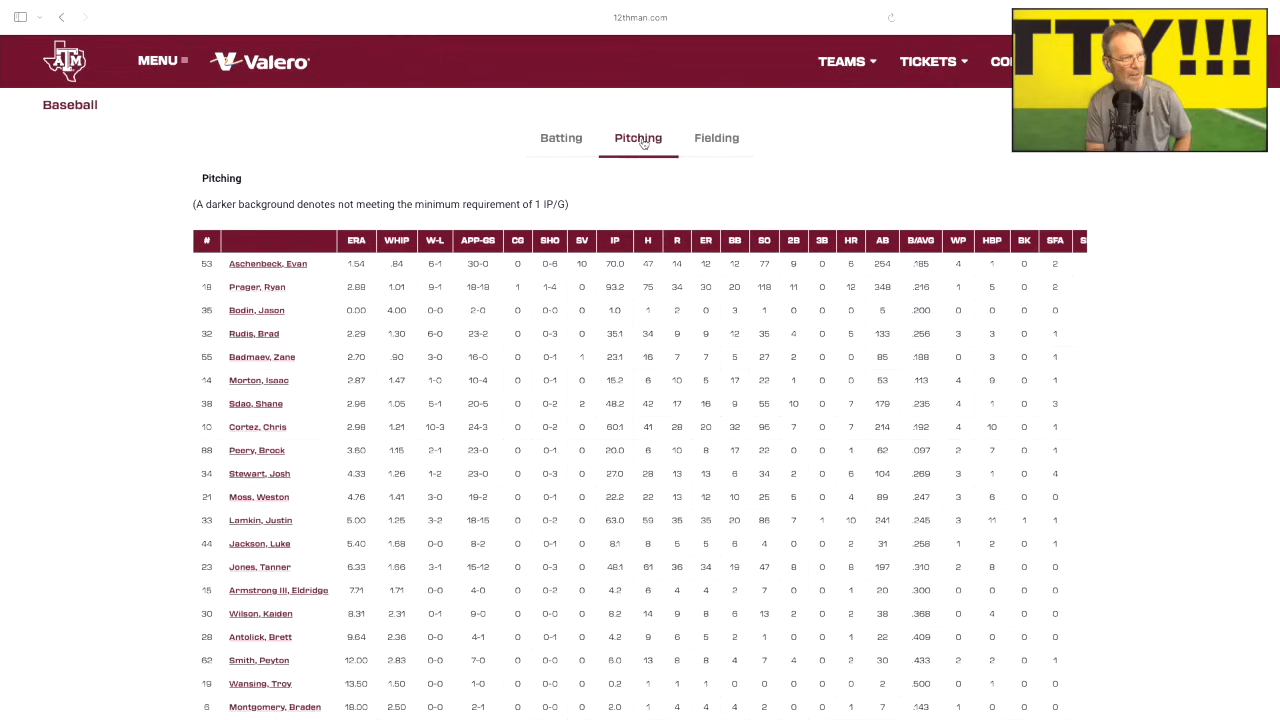 12thman.com
TTY!!!
ATM
MENU
Valero
TEAMS
TICKETS
Baseball
Batting Pitching Fielding
Pitching
(A darker background denotes not meeting the minimum requirement of 1 IP/G)
# ERA WHIP W-L APP-GS CG SHO SV IP H R ER BB SO 2B 3B HR AB B/AVG WP HBP BK SFA
53 Aschenbeck, Evan 1.54 .84 6-1 30-0 0 0-6 10 70.0 47 14 12 12 77 9 0 6 254 .185 4 1 0 2
18 Prager, Ryan 2.88 1.01 9-1 18-18 1 1-4 0 93.2 75 34 30 20 118 11 0 12 348 .216 1 5 0 2
35 Bodin, Jason 0.00 4.00 0-0 2-0 0 0-0 0 1.0 1 2 0 3 1 0 0 0 5 .200 0 0 0 0
32 Rudis, Brad 2.29 1.30 6-0 23-2 0 0-3 0 35.1 34 9 9 12 35 4 0 5 133 .256 3 3 0 1
55 Badmaev, Zane 2.70 .90 3-0 16-0 0 0-1 1 23.1 16 7 7 5 27 2 0 0 85 .188 0 3 0 1
14 Morton, Isaac 2.87 1.47 1-0 10-4 0 0-1 0 15.2 6 10 5 17 22 1 0 0 53 .113 4 9 0 1
38 Sdao, Shane 2.96 1.05 5-1 20-5 0 0-2 2 48.2 42 17 16 9 55 10 0 7 179 .235 4 1 0 3
10 Cortez, Chris 2.98 1.21 10-3 24-3 0 0-2 0 60.1 41 28 20 32 95 7 0 7 214 .192 4 10 0 1
88 Peery, Brock 3.60 1.15 2-1 23-0 0 0-1 0 20.0 6 10 8 17 22 0 0 1 62 .097 2 7 0 1
34 Stewart, Josh 4.33 1.26 1-2 23-0 0 0-3 0 27.0 28 13 13 6 34 2 0 6 104 .269 3 1 0 4
21 Moss, Weston 4.76 1.41 3-0 19-2 0 0-1 0 22.2 22 13 12 10 25 5 0 4 89 .247 3 6 0 0
33 Lamkin, Justin 5.00 1.25 3-2 18-15 0 0-2 0 63.0 59 35 35 20 86 7 1 10 241 .245 3 11 1 1
44 Jackson, Luke 5.40 1.68 0-0 8-2 0 0-1 0 8.1 8 5 5 6 4 0 0 2 31 .258 1 2 0 1
23 Jones, Tanner 6.33 1.66 3-1 15-12 0 0-3 0 48.1 61 36 34 19 47 8 0 8 197 .310 2 8 0 0
15 Armstrong III, Eldridge 7.71 1.71 0-0 4-0 0 0-2 0 4.2 6 4 4 2 7 0 0 1 20 .300 0 0 0 0
30 Wilson, Kaiden 8.31 2.31 0-1 9-0 0 0-0 0 8.2 14 9 8 6 13 2 0 2 38 .368 0 4 0 0
28 Antolick, Brett 9.64 2.36 0-0 4-1 0 0-1 0 4.2 9 6 5 2 1 0 0 1 22 .409 0 0 0 0
62 Smith, Peyton 12.00 2.83 0-0 7-0 0 0-0 0 6.0 13 8 8 4 7 4 0 2 30 .433 2 2 0 1
19 Wansing, Troy 13.50 1.50 0-0 1-0 0 0-0 0 0.2 1 1 1 0 0 0 0 0 2 .500 0 1 0 0
6 Montgomery, Braden 18.00 2.50 0-0 2-1 0 0-0 0 2.0 1 4 4 4 2 0 0 1 7 .143 1 0 0 0